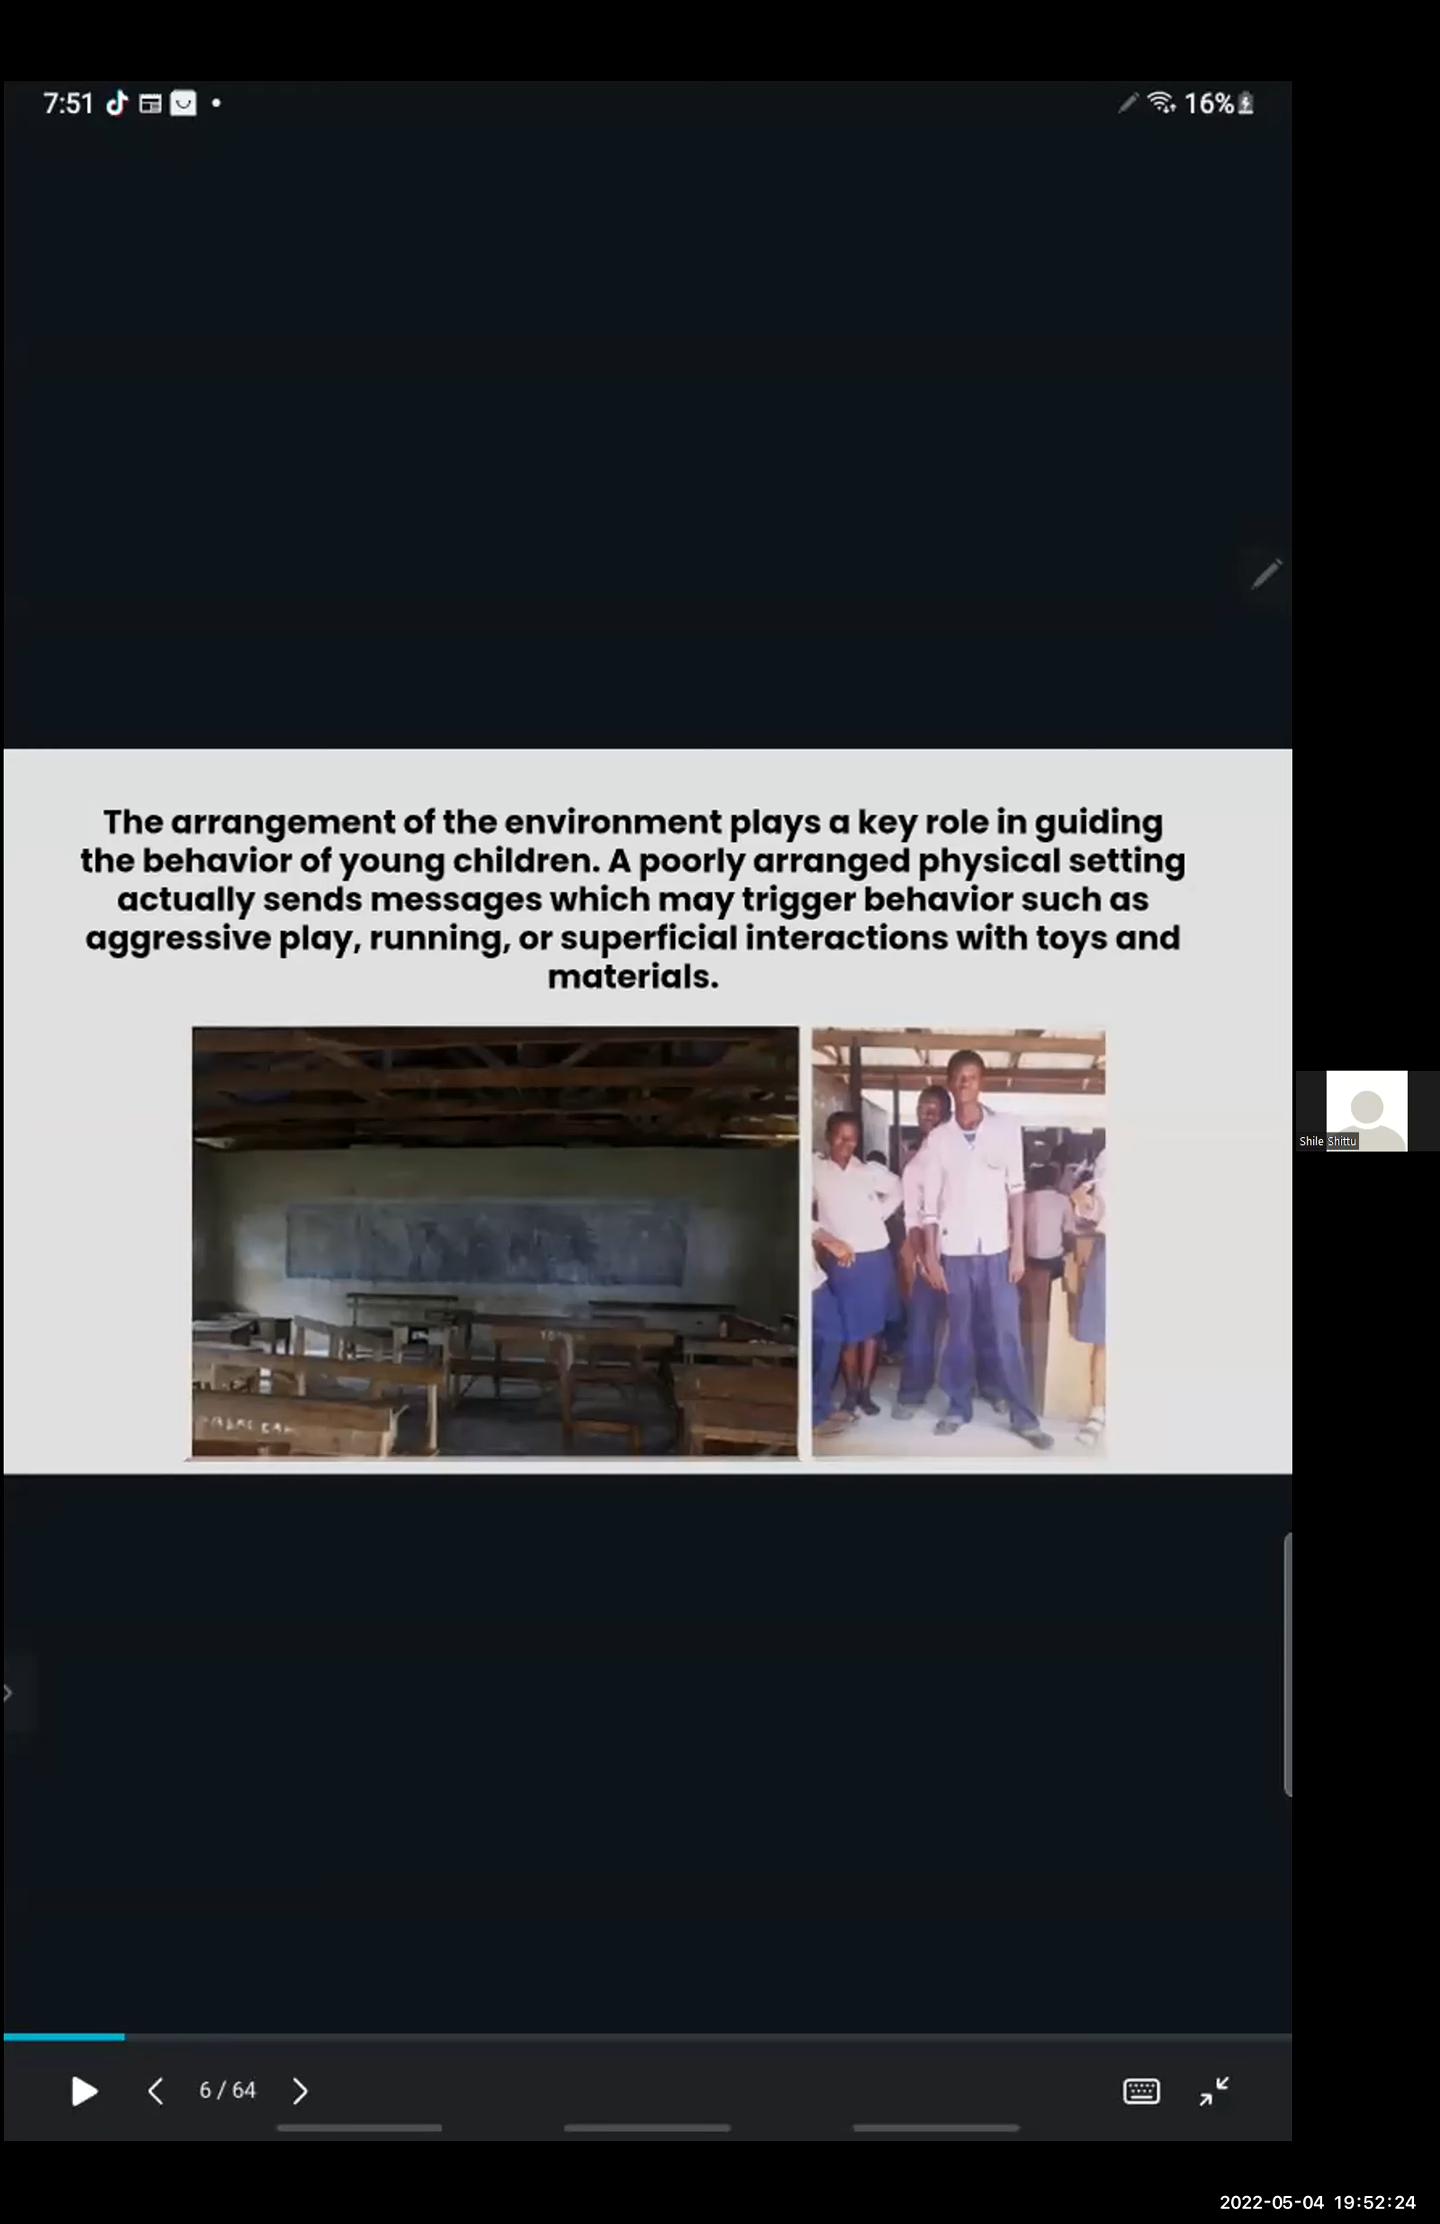 7:51
16%
The arrangement of the environment plays a key role in guiding
the behavior of young children. A poorly arranged physical setting
actually sends messages which may trigger behavior such as
aggressive play, running, or superficial interactions with toys and
materials.
Shile Shittu
6 / 64
2022-05-04 19:52:24